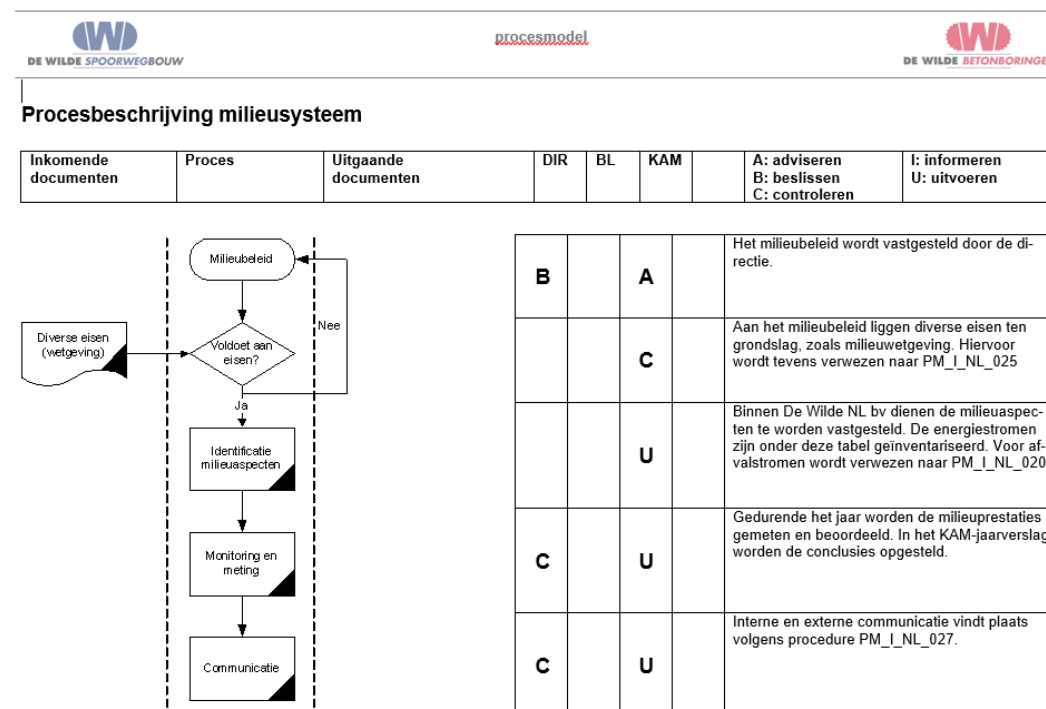 DE WILDE SPOORWEGBOUW
procesmodel
DE WILDE BETONBORINGE
Procesbeschrijving milieusysteem
Inkomende
documenten
Proces
Uitgaande
documenten
DIR
BL
KAM
A: adviseren
B: beslissen
C: controleren
I: informeren
U: uitvoeren
Milieubeleid
Nee
Diverse eisen
(wetgeving)
Voldoet aan
eisen?
Ja
Identificatie
milieuaspecten
Monitoring en
meting
Communicatie
B
A
Het milieubeleid wordt vastgesteld door de di-
rectie.
C
Aan het milieubeleid liggen diverse eisen ten
grondslag, zoals milieuwetgeving. Hiervoor
wordt tevens verwezen naar PM_I_NL_025
U
Binnen De Wilde NL bv dienen de milieuaspec-
ten te worden vastgesteld. De energiestromen
zijn onder deze tabel geïnventariseerd. Voor af-
valstromen wordt verwezen naar PM_I_NL_020
C
U
Gedurende het jaar worden de milieuprestaties
gemeten en beoordeeld. In het KAM-jaarverslag
worden de conclusies opgesteld.
C
U
Interne en externe communicatie vindt plaats
volgens procedure PM_I_NL_027.